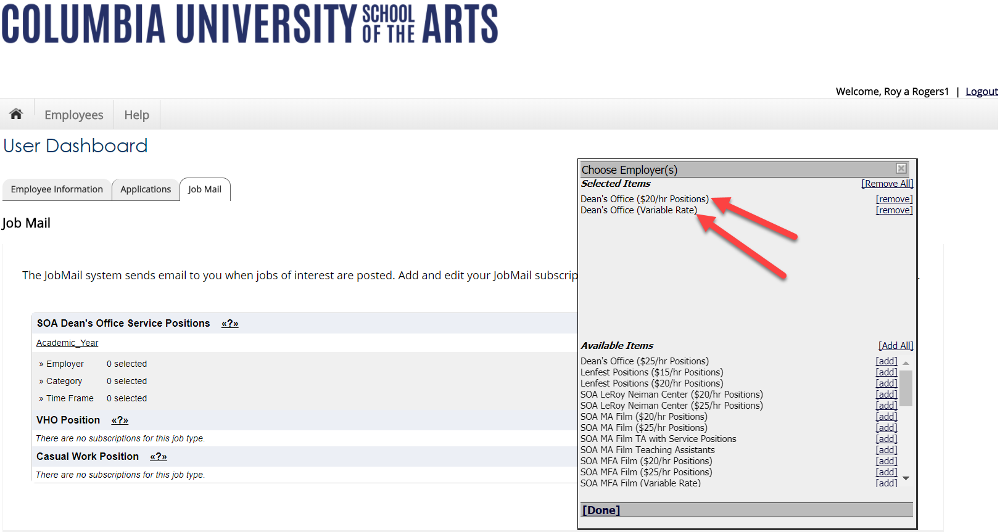 COLUMBIA UNIVERSITY SCHOOL OF THE ARTS
Welcome, Roy a Rogers1 | Logout
Employees Help
User Dashboard
Employee Information Applications Job Mail
Job Mail
The JobMail system sends email to you when jobs of interest are posted. Add and edit your JobMail subscrip
.
SOA Dean's Office Service Positions «?»
Academic_Year
» Employer 0 selected
» Category 0 selected
» Time Frame 0 selected
VHO Position «?»
There are no subscriptions for this job type.
Casual Work Position «?»
There are no subscriptions for this job type.
Choose Employer(s)
Selected Items [Remove All]
Dean's Office ($20/hr Positions) [remove]
Dean's Office (Variable Rate) [remove]
Available Items [Add All]
Dean's Office ($25/hr Positions) [add]
Lenfest Positions ($15/hr Positions) [add]
Lenfest Positions ($20/hr Positions) [add]
SOA LeRoy Neiman Center ($20/hr Positions) [add]
SOA LeRoy Neiman Center ($25/hr Positions) [add]
SOA MA Film ($20/hr Positions) [add]
SOA MA Film ($25/hr Positions) [add]
SOA MA Film TA with Service Positions [add]
SOA MA Film Teaching Assistants [add]
SOA MFA Film ($20/hr Positions) [add]
SOA MFA Film ($25/hr Positions) [add]
SOA MFA Film (Variable Rate) [add]
[Done]